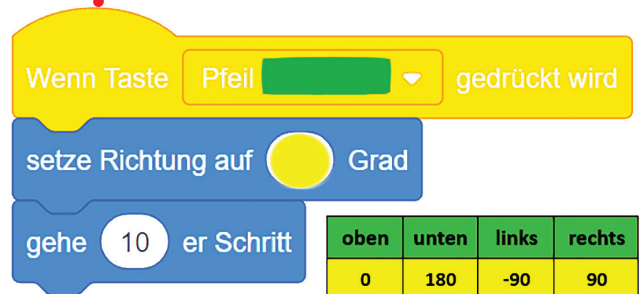 Wenn Taste Pfeil gedrückt wird
setze Richtung auf Grad
gehe 10 er Schritt
oben unten links rechts
0 180 -90 90